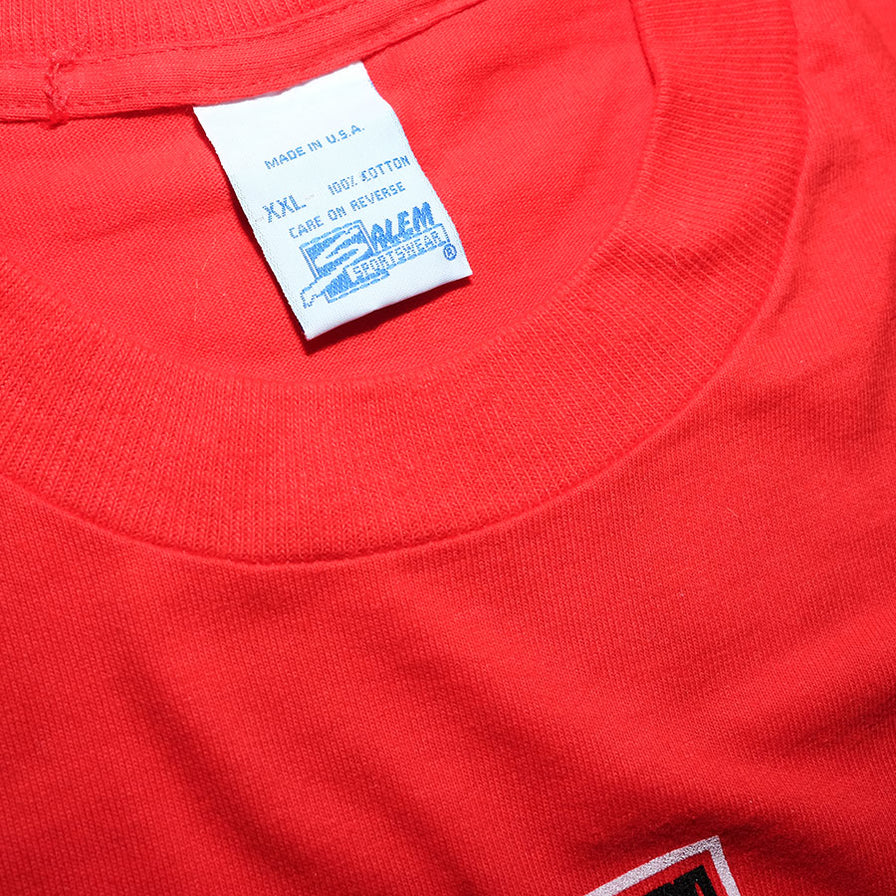 MADE IN U.S.A.
XXL 100% COTTON
CARE ON REVERSE
SALEM
SPORTSWEAR®